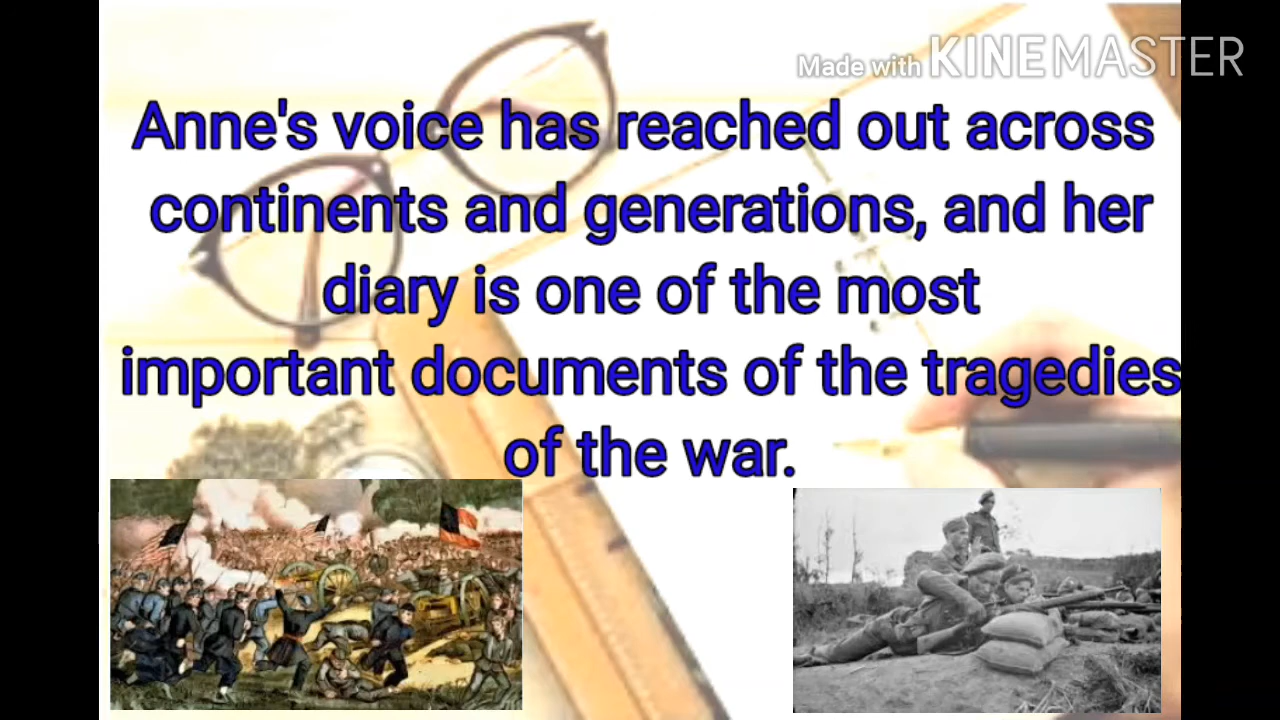 Made with KINEMASTER
Anne's voice has reached out across
continents and generations, and her
diary is one of the most
important documents of the tragedies
of the war.